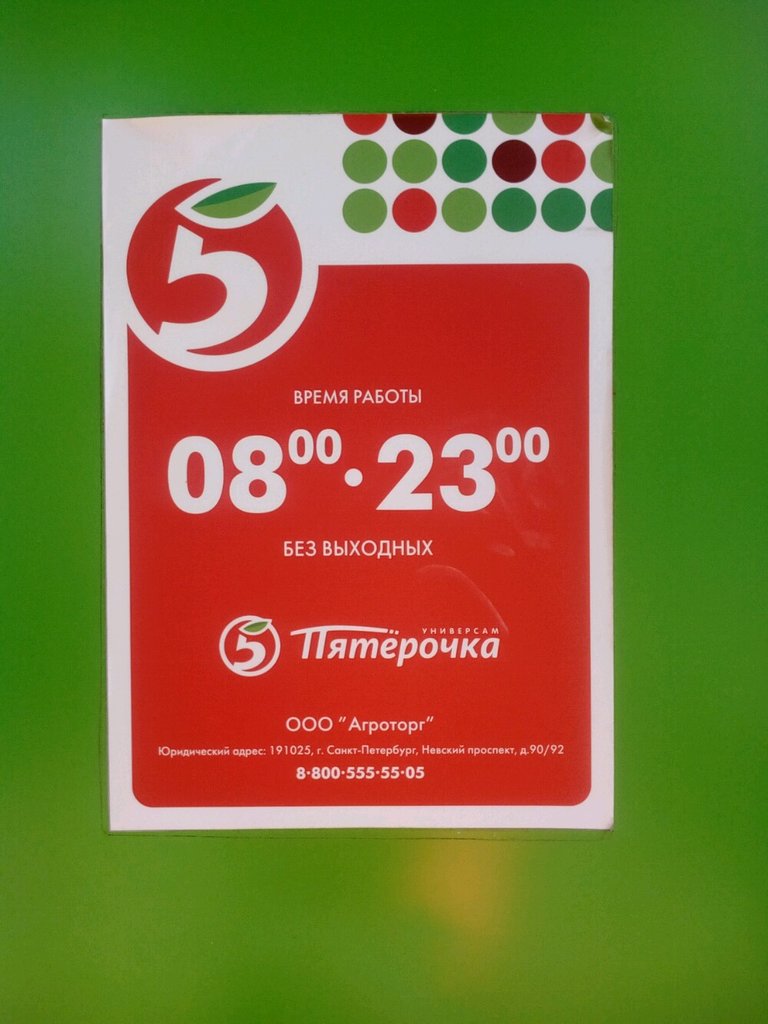 5
ВРЕМЯ РАБОТЫ
08⁰⁰·23⁰⁰
БЕЗ ВЫХОДНЫХ
5 УНИВЕРСАМ
Пятёрочка
ООО "Агроторг"
Юридический адрес: 191025, г. Санкт-Петербург, Невский проспект, д.90/92
8·800·555·55·05